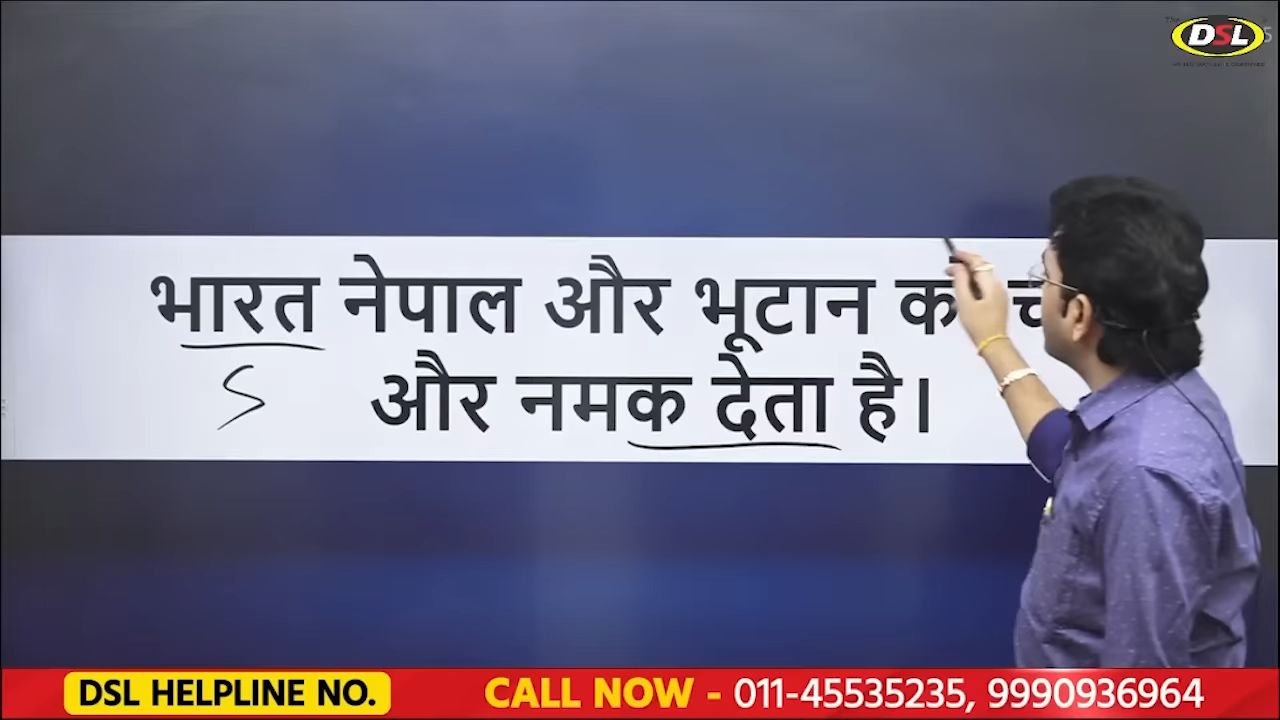 DSL
भारत नेपाल और भूटान
और नमक देता है।
S
DSL HELPLINE NO. CALL NOW - 011-45535235, 9990936964